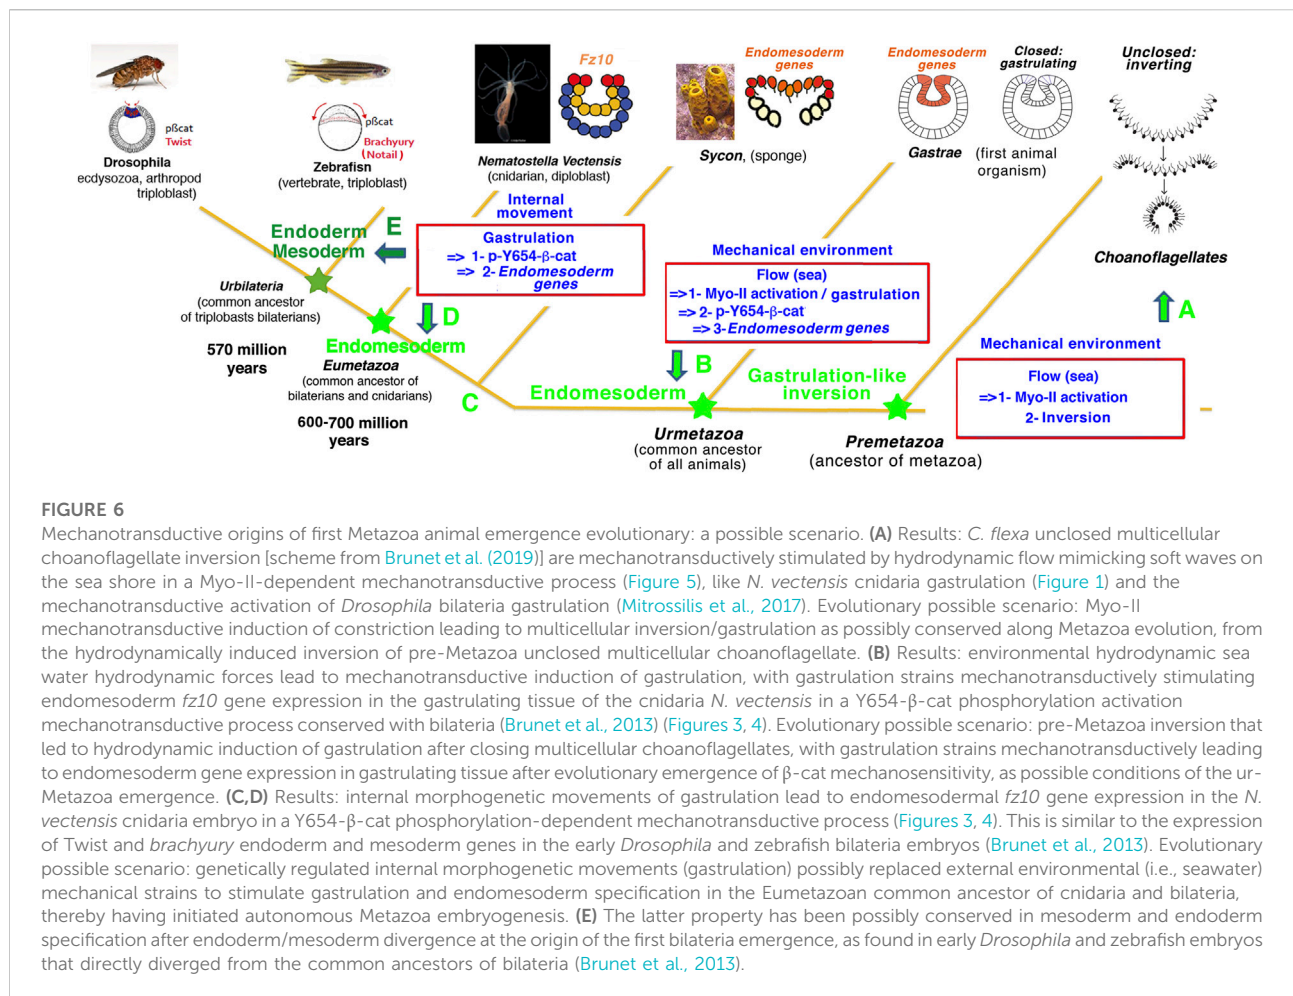 Fz10
Endomesoderm
genes
Endomesoderm
genes
Closed:
gastrulating
Unclosed:
inverting
pβcat
Twist
pβcat
Brachyury
(Notail)
Drosophila
ecdysozoa, arthropod
triploblast)
Zebrafisn
(vertebrate, triploblast)
Nematostella Vectensis
(cnidarian, diploblast)
Sycon, (sponge)
Gastrae (first animal
organism)
Choanoflagellates
Internal
movement
Gastrulation
=> 1- p-Y654-β-cat
=> 2- Endomesoderm
genes
Endoderm
Mesoderm
E
Mechanical environment
Flow (sea)
=>1- Myo-II activation / gastrulation
=> 2- p-Y654-β-cat
=> 3- Endomesoderm genes
A
Mechanical environment
Flow (sea)
=>1- Myo-II activation
2- Inversion
Urbilateria
(common ancestor
of triplobasts bilaterians)
570 million
years
D
Endomesoderm
Eumetazoa
(common ancestor of
bilaterians and cnidarians)
600-700 million
years
C
B
Endomesoderm
Gastrulation-like
inversion
Urmetazoa
(common ancestor
of all animals)
Premetazoa
(ancestor of metazoa)
FIGURE 6
Mechanotransductive origins of first Metazoa animal emergence evolutionary: a possible scenario. (A) Results: C. flexa unclosed multicellular
choanoflagellate inversion [scheme from Brunet et al. (2019)] are mechanotransductively stimulated by hydrodynamic flow mimicking soft waves on
the sea shore in a Myo-II-dependent mechanotransductive process (Figure 5), like N. vectensis cnidaria gastrulation (Figure 1) and the
mechanotransductive activation of Drosophila bilateria gastrulation (Mitrossilis et al., 2017). Evolutionary possible scenario: Myo-II
mechanotransductive induction of constriction leading to multicellular inversion/gastrulation as possibly conserved along Metazoa evolution, from
the hydrodynamically induced inversion of pre-Metazoa unclosed multicellular choanoflagellate. (B) Results: environmental hydrodynamic sea
water hydrodynamic forces lead to mechanotransductive induction of gastrulation, with gastrulation strains mechanotransductively stimulating
endomesoderm fz10 gene expression in the gastrulating tissue of the cnidaria N. vectensis in a Y654-β-cat phosphorylation activation
mechanotransductive process conserved with bilateria (Brunet et al., 2013) (Figures 3, 4). Evolutionary possible scenario: pre-Metazoa inversion that
led to hydrodynamic induction of gastrulation after closing multicellular choanoflagellates, with gastrulation strains mechanotransductively leading
to endomesoderm gene expression in gastrulating tissue after evolutionary emergence of β-cat mechanosensitivity, as possible conditions of the ur-
Metazoa emergence. (C,D) Results: internal morphogenetic movements of gastrulation lead to endomesodermal fz10 gene expression in the N.
vectensis cnidaria embryo in a Y654-β-cat phosphorylation-dependent mechanotransductive process (Figures 3, 4). This is similar to the expression
of Twist and brachyury endoderm and mesoderm genes in the early Drosophila and zebrafish bilateria embryos (Brunet et al., 2013). Evolutionary
possible scenario: genetically regulated internal morphogenetic movements (gastrulation) possibly replaced external environmental (i.e., seawater)
mechanical strains to stimulate gastrulation and endomesoderm specification in the Eumetazoan common ancestor of cnidaria and bilateria,
thereby having initiated autonomous Metazoa embryogenesis. (E) The latter property has been possibly conserved in mesoderm and endoderm
specification after endoderm/mesoderm divergence at the origin of the first bilateria emergence, as found in early Drosophila and zebrafish embryos
that directly diverged from the common ancestors of bilateria (Brunet et al., 2013).